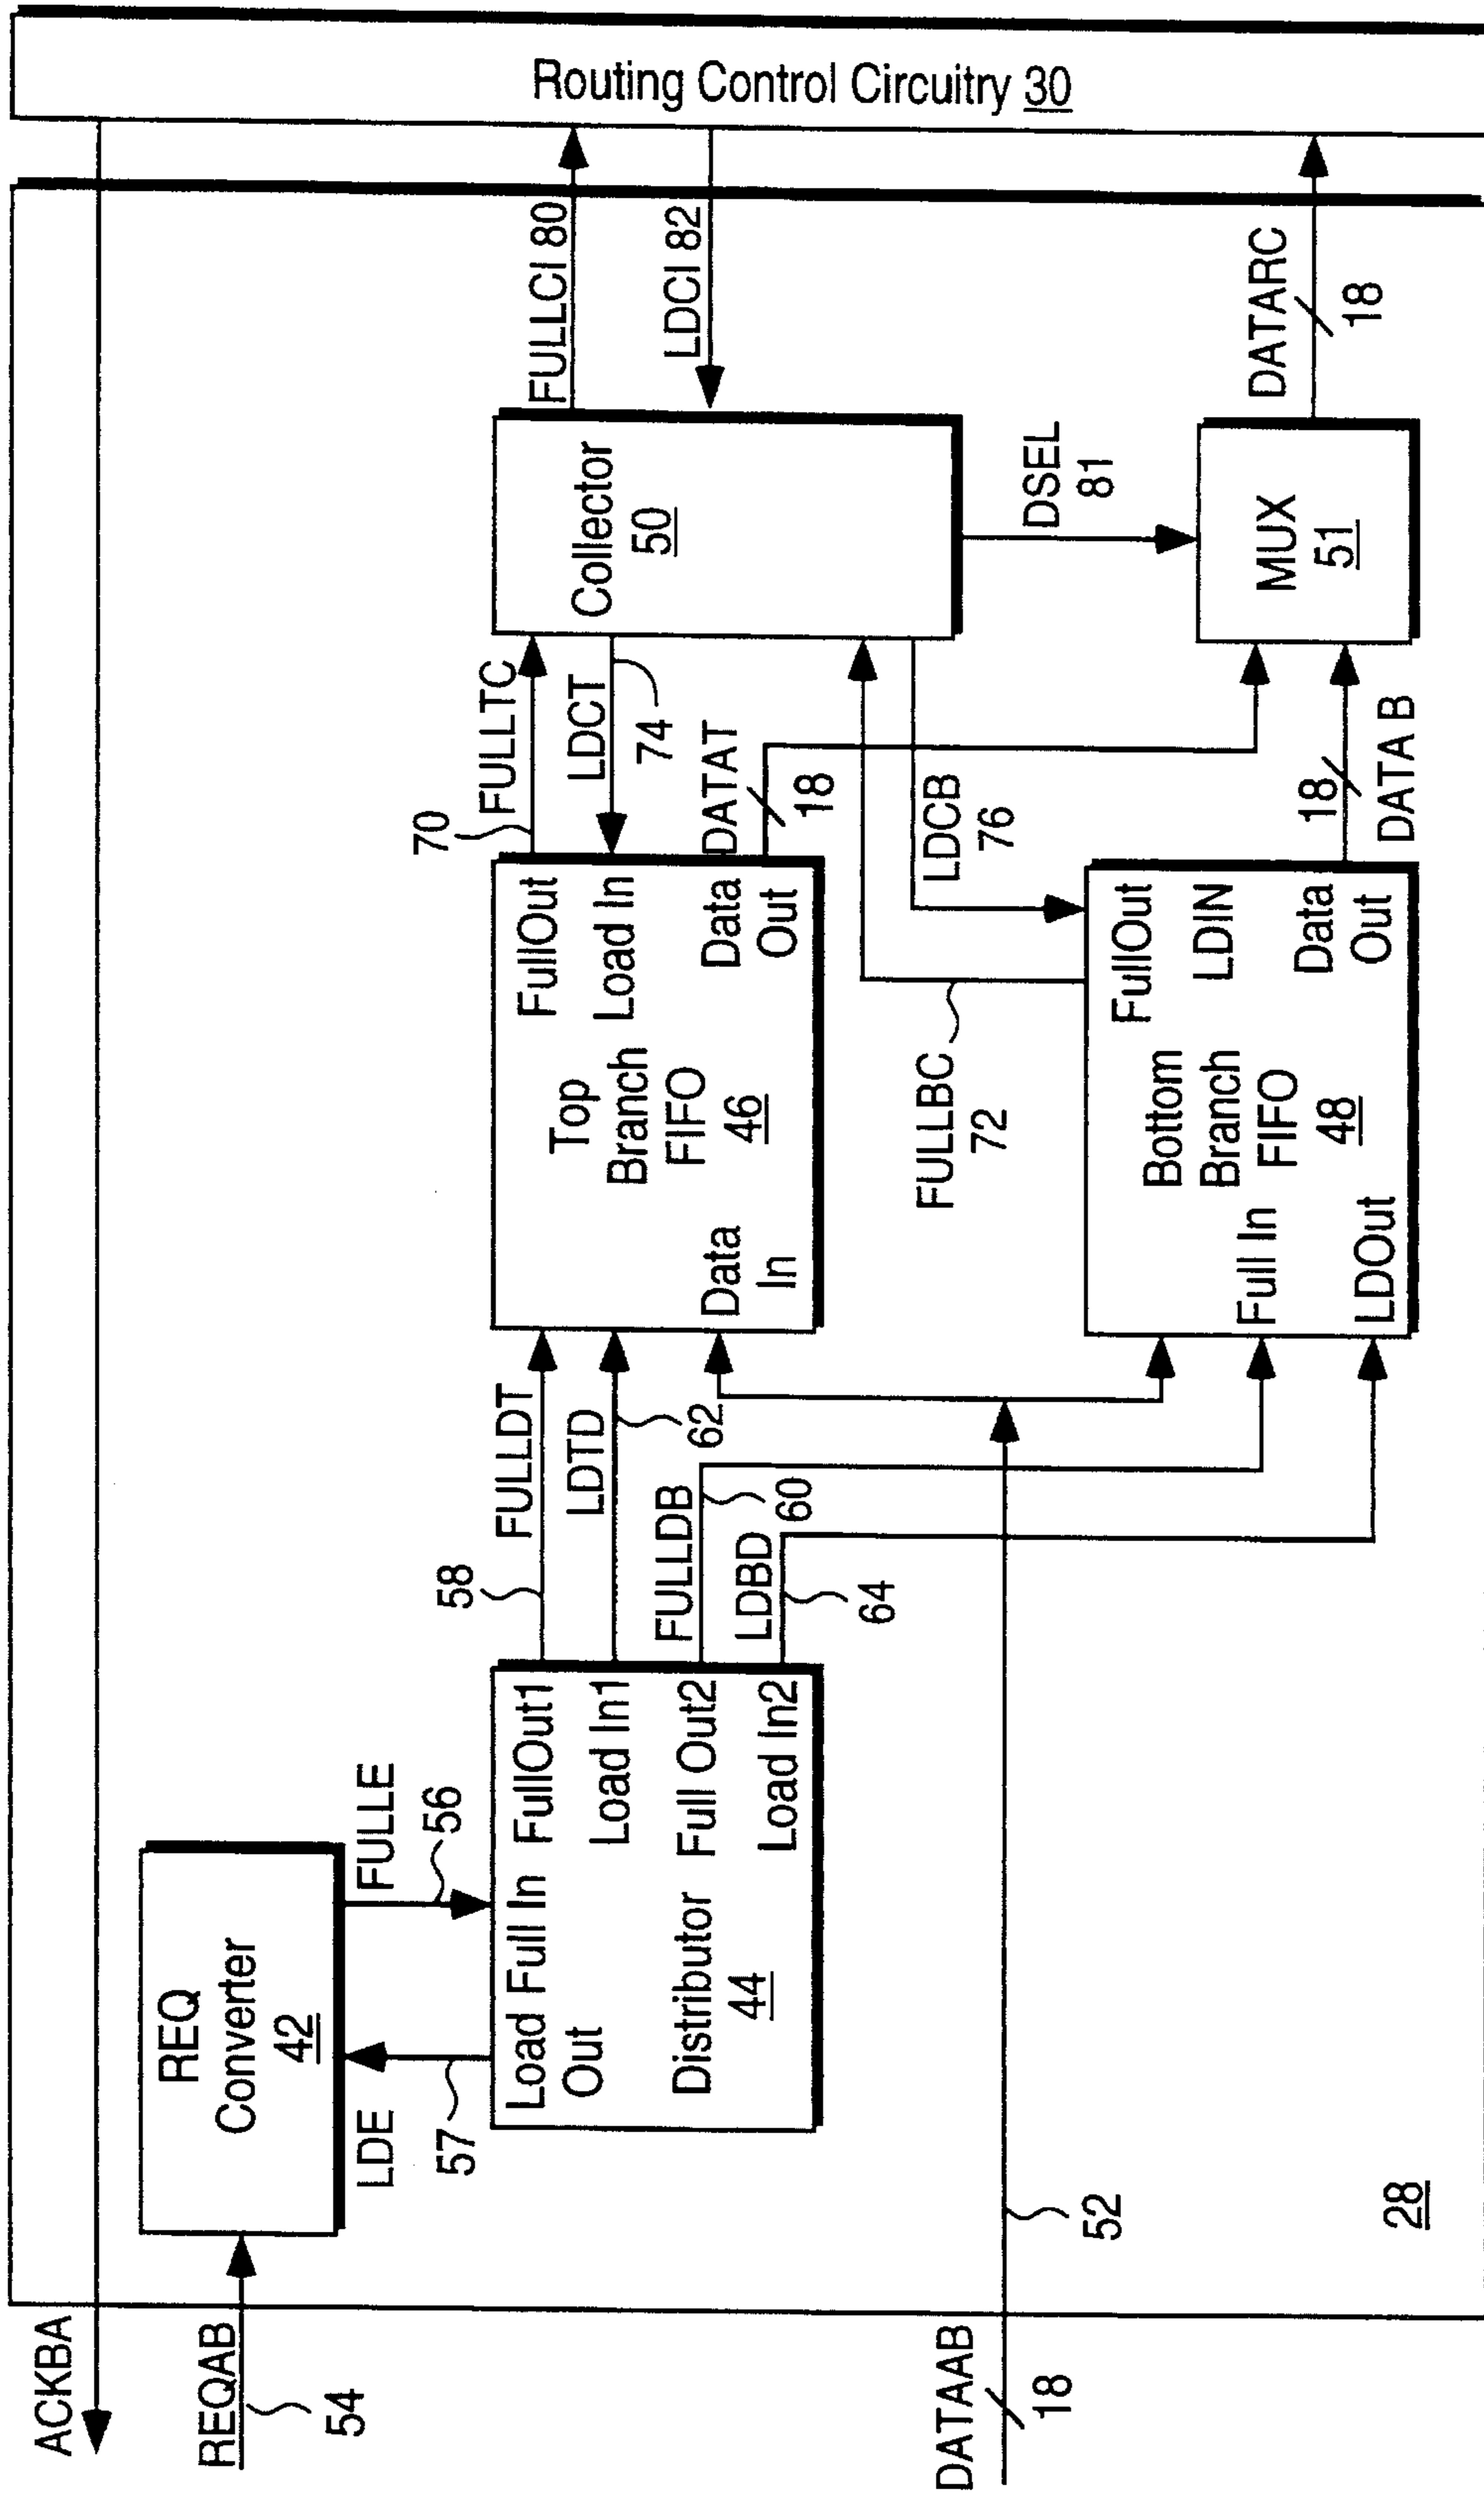 ACKBA
REQAB
54
DATAAB
18
52
28
REQ
Converter
42
LDE
57
FULLE
56
Load Full In
Out
FullOut1
Load In1
Full Out2
Load In2
Distributor
44
58
FULLDT
LDTD
62
FULLDB
60
LDBD
64
Top
Branch
FIFO
46
Data
In
FullOut
Load In
Data
Out
70
FULLTC
LDCT
74
DATAT
18
FULLBC
72
LDCB
76
Bottom
Branch
FIFO
48
Full In
LDOut
FullOut
LDIN
Data
Out
18
DATA B
Collector
50
DSEL
81
MUX
51
FULLCI 80
LDCI 82
DATARC
18
Routing Control Circuitry 30